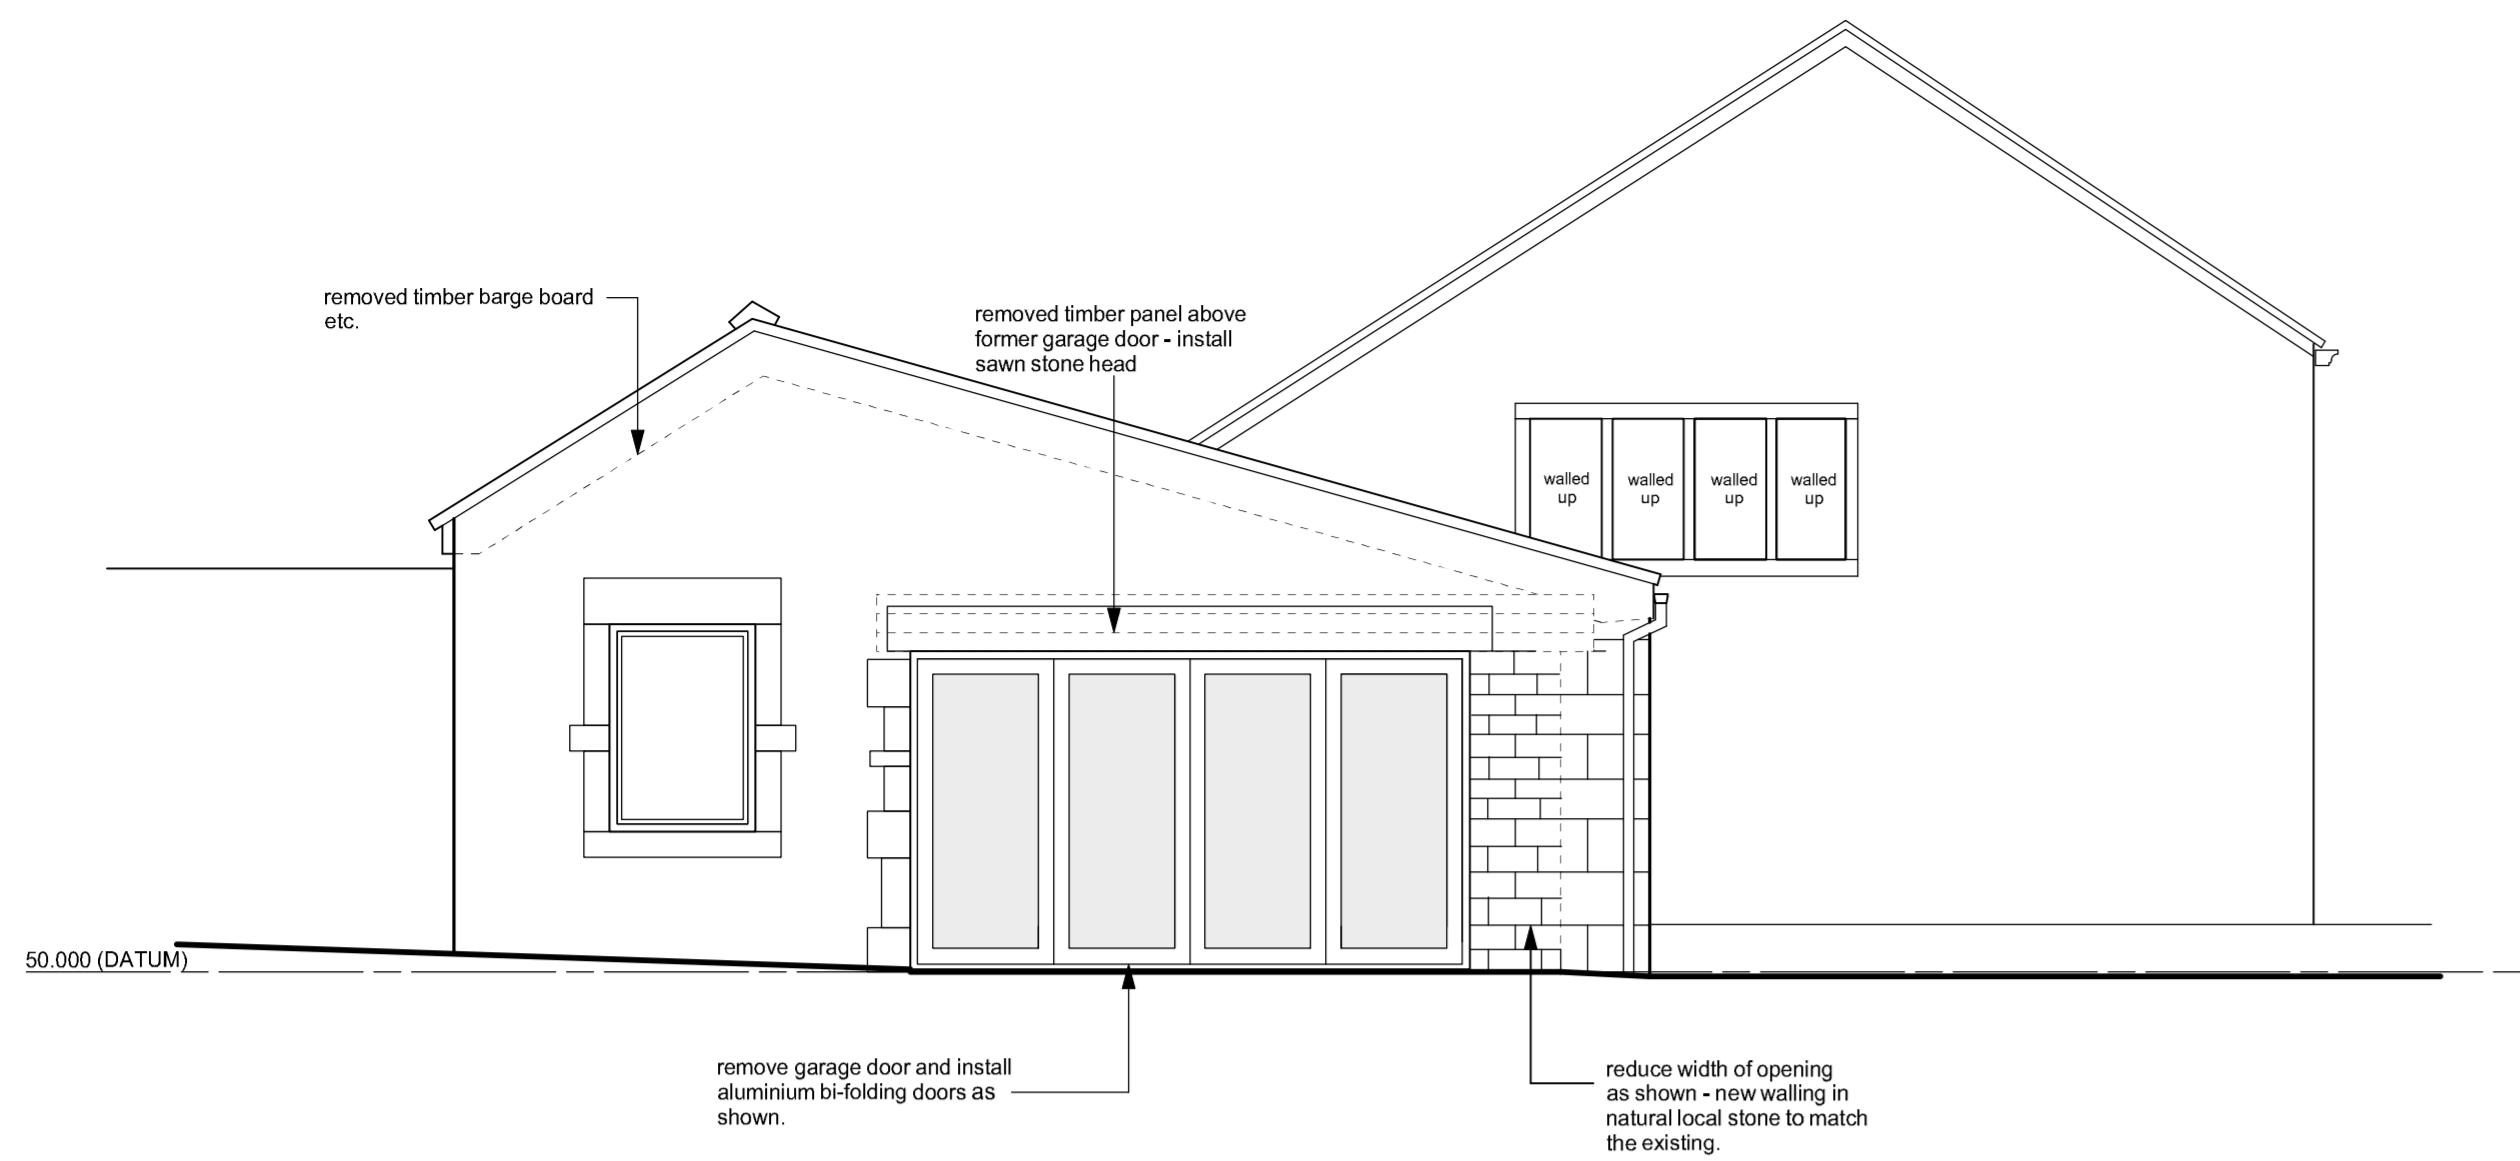 removed timber barge board
etc.
removed timber panel above
former garage door - install
sawn stone head
walled
up
walled
up
walled
up
walled
up
50.000 (DATUM)
remove garage door and install
aluminium bi-folding doors as
shown.
reduce width of opening
as shown - new walling in
natural local stone to match
the existing.